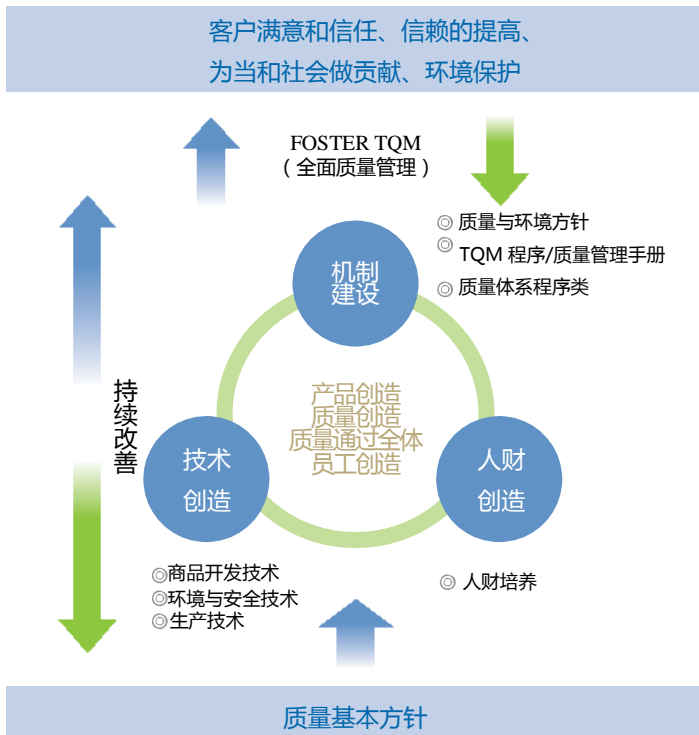 客户满意和信任、信赖的提高、
为当和社会做贡献、环境保护
FOSTER TQM
（全面质量管理）
◎ 质量与环境方针
◎ TQM 程序/质量管理手册
◎ 质量体系程序类
机制
建设
持续改善
产品创造
质量创造
质量通过全体
员工创造
技术
创造
人财
创造
◎商品开发技术
◎环境与安全技术
◎生产技术
◎ 人财培养
质量基本方针